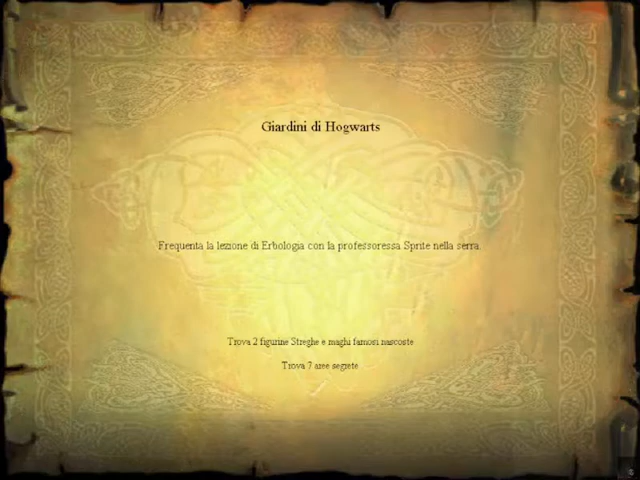 Giardini di Hogwarts
Frequenta la lezione di Erbologia con la professoressa Sprite nella serra.
Trova 2 figurine Streghe e maghi famosi nascoste
Trova 7 aree segrete